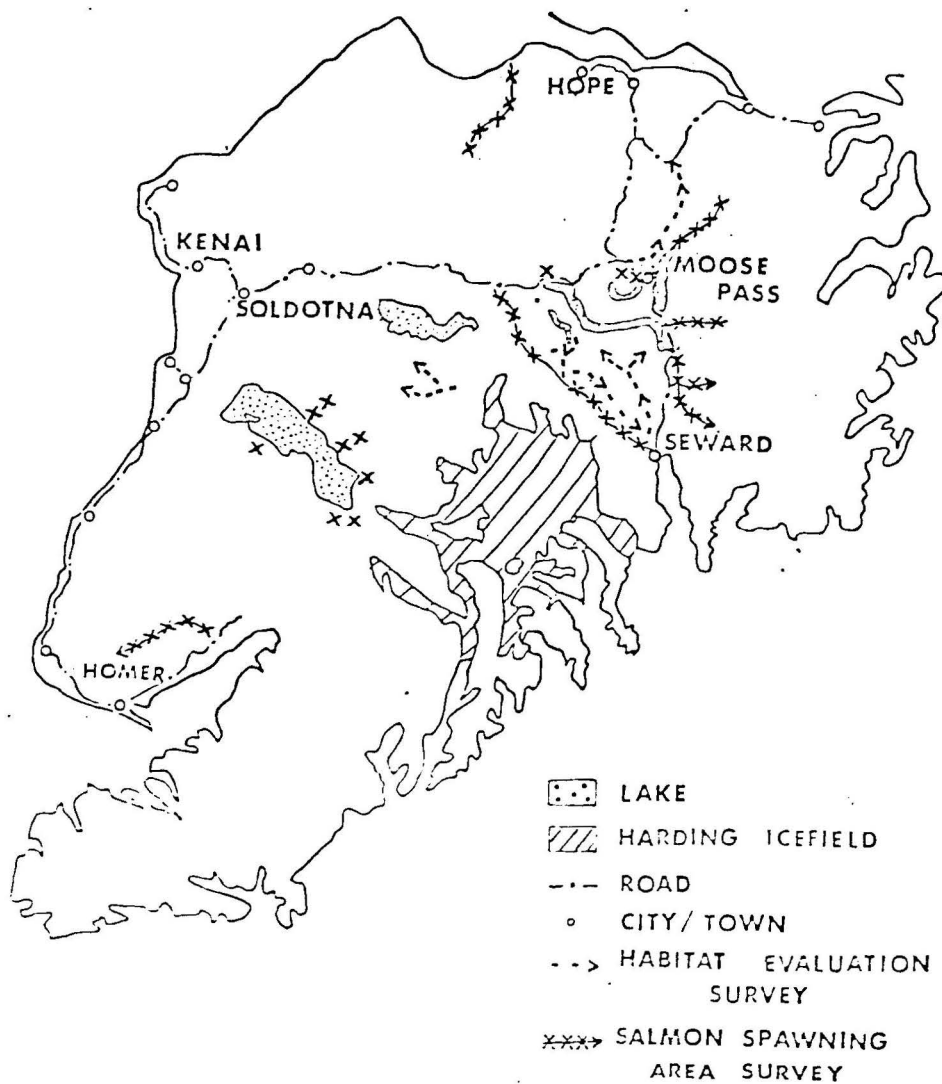 HOPE
KENAI
MOOSE
PASS
SOLDOTNA
SEWARD
HOMER
LAKE
HARDING ICEFIELD
ROAD
CITY/TOWN
HABITAT EVALUATION
SURVEY
SALMON SPAWNING
AREA SURVEY